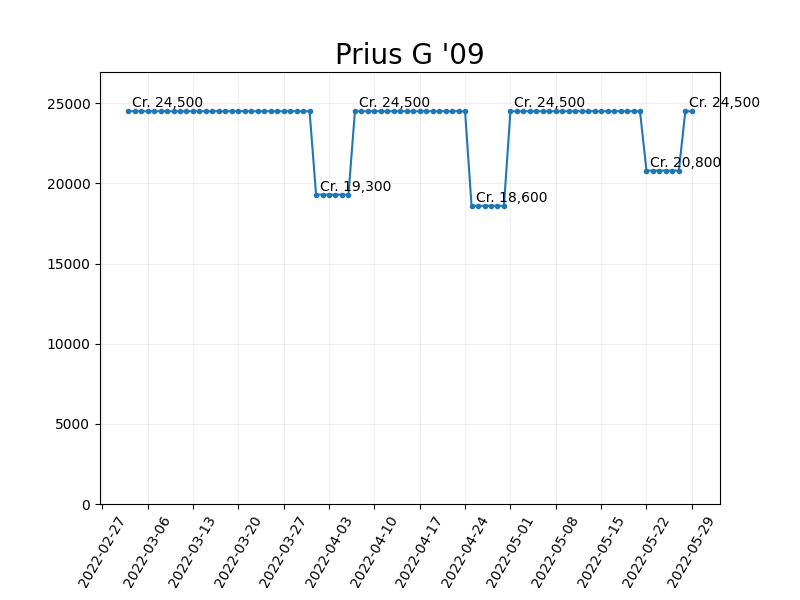 Prius G '09
25000
20000
15000
10000
5000
0
Cr. 24,500
Cr. 19,300
Cr. 24,500
Cr. 18,600
Cr. 24,500
Cr. 20,800
Cr. 24,500
2022-02-27
2022-03-06
2022-03-13
2022-03-20
2022-03-27
2022-04-03
2022-04-10
2022-04-17
2022-04-24
2022-05-01
2022-05-08
2022-05-15
2022-05-22
2022-05-29